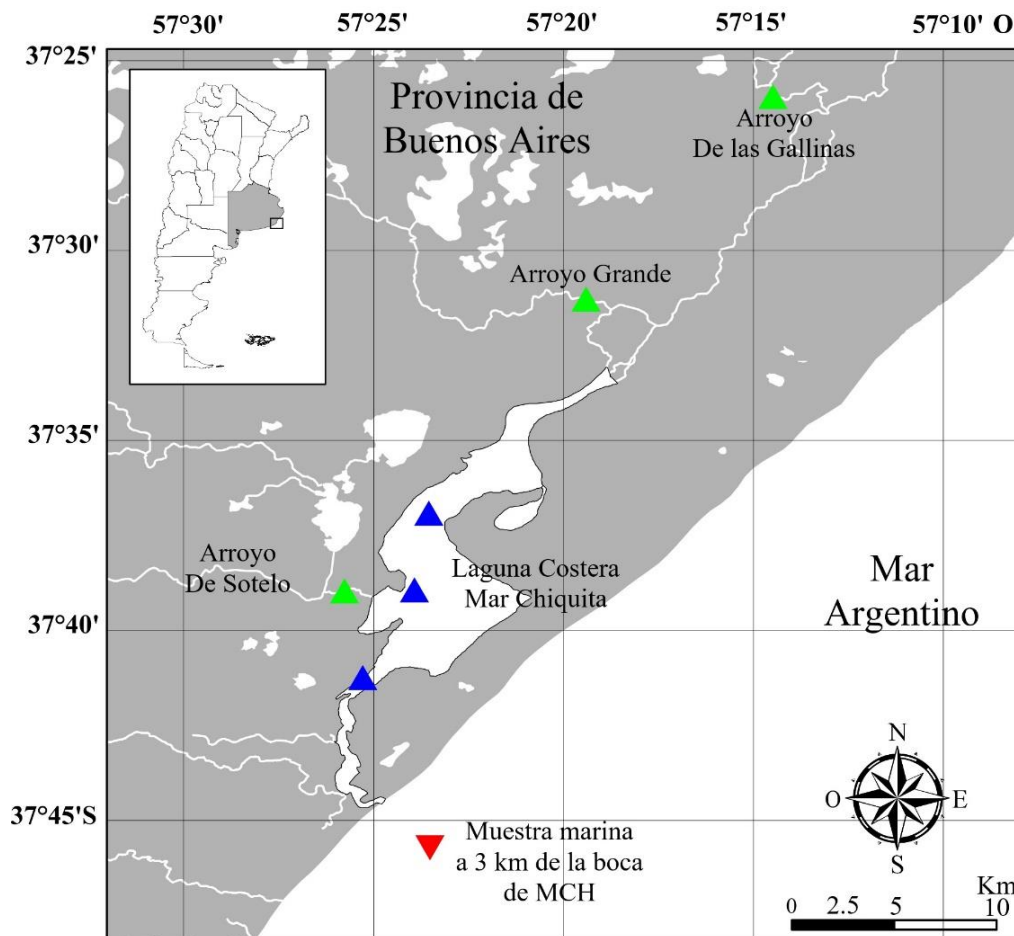 57°30'
57°25'
57°19'
57°15'
57°10' O
37°25'
37°30'
37°35'
37°40'
37°45'S
Provincia de
Buenos Aires
Arroyo
De las Gallinas
Arroyo Grande
Arroyo
De Sotelo
Laguna Costera
Mar Chiquita
Mar
Argentino
Muestra marina
a 3 km de la boca
de MCH
N
O
E
S
Km
0
2.5
5
10